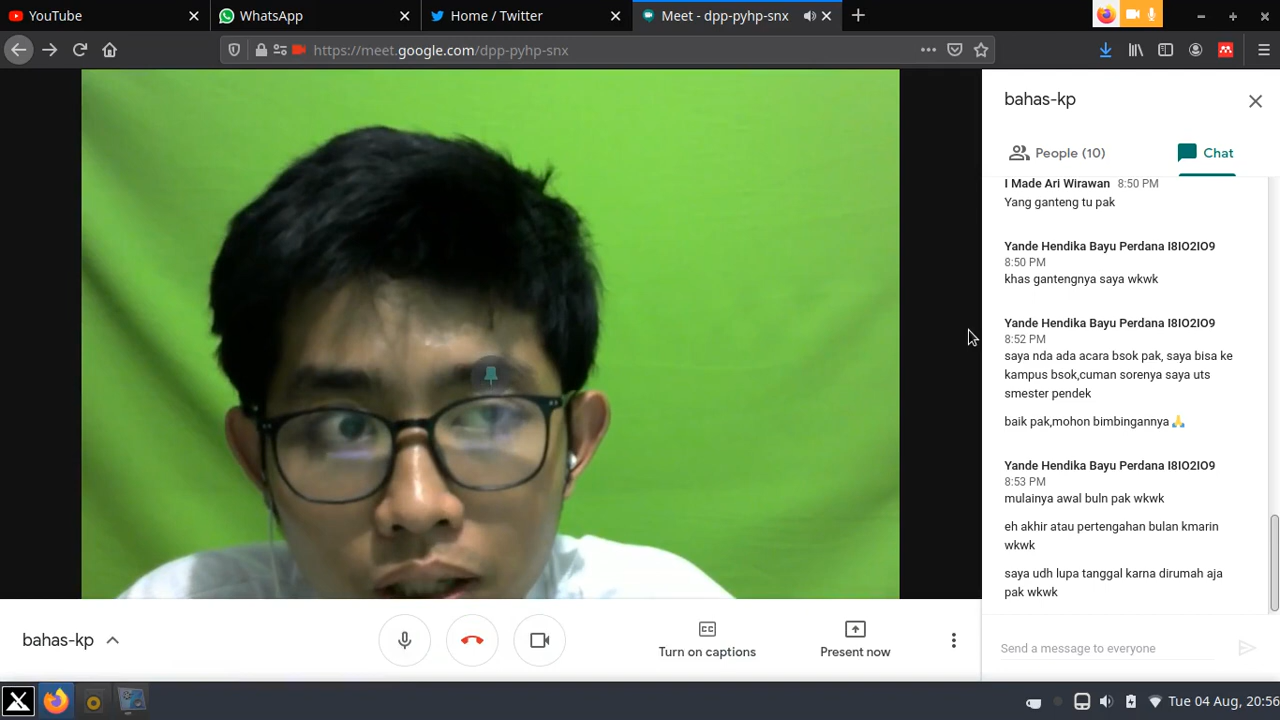 YouTube
WhatsApp
Home / Twitter
Meet - dpp-pyhp-snx
https://meet.google.com/dpp-pyhp-snx
bahas-kp
People (10)
Chat
I Made Ari Wirawan 8:50 PM
Yang ganteng tu pak
Yande Hendika Bayu Perdana I8IO2IO9
8:50 PM
khas gantengnya saya wkwk
Yande Hendika Bayu Perdana I8IO2IO9
8:52 PM
saya nda ada acara bsok pak, saya bisa ke
kampus bsok,cuman sorenya saya uts
smester pendek
baik pak,mohon bimbingannya🙏
Yande Hendika Bayu Perdana I8IO2IO9
8:53 PM
mulainya awal buln pak wkwk
eh akhir atau pertengahan bulan kmarin
wkwk
saya udh lupa tanggal karna dirumah aja
pak wkwk
Send a message to everyone
bahas-kp
Turn on captions
Present now
Tue 04 Aug, 20:56